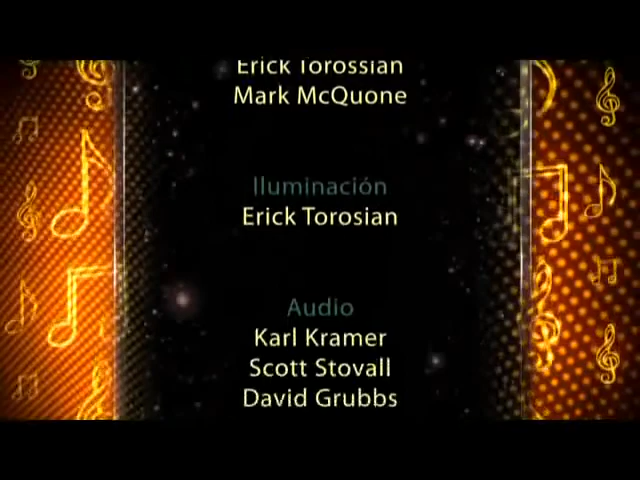 Erick Torossian
Mark McQuone
Iluminación
Erick Torosian
Audio
Karl Kramer
Scott Stovall
David Grubbs